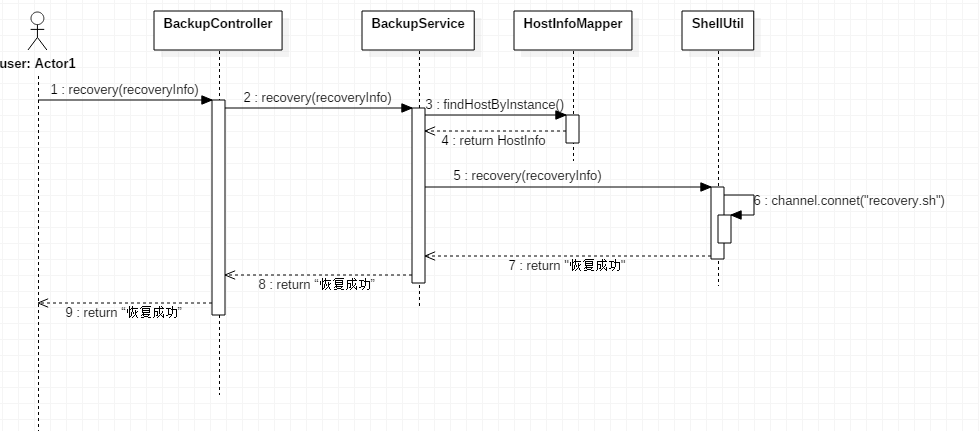 BackupController
BackupService
HostInfoMapper
ShellUtil
user: Actor1
1 : recovery(recoveryInfo)
2 : recovery(recoveryInfo)
3 : findHostByInstance()
4 : return HostInfo
5 : recovery(recoveryInfo)
6 : channel.connet("recovery.sh")
7 : return "恢复成功"
8 : return “恢复成功”
9 : return “恢复成功”